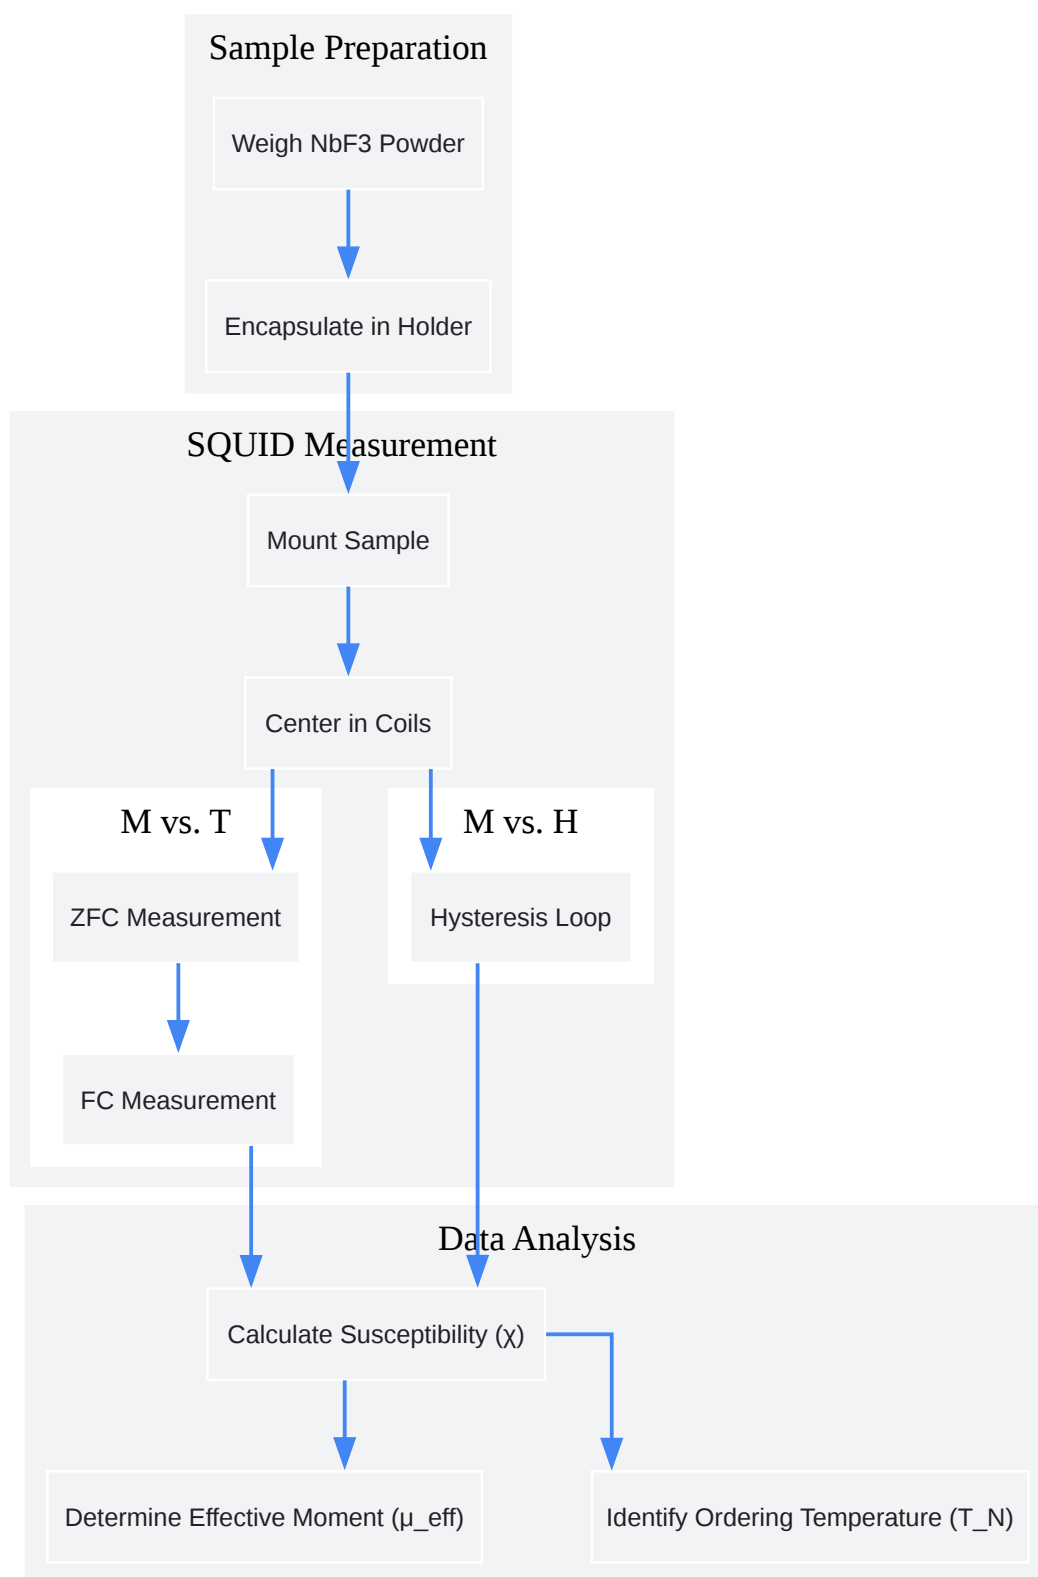 Sample Preparation
Weigh NbF3 Powder
Encapsulate in Holder
SQUID Measurement
Mount Sample
Center in Coils
M vs. T
M vs. H
ZFC Measurement
Hysteresis Loop
FC Measurement
Data Analysis
Calculate Susceptibility (χ)
Determine Effective Moment (μ_eff)
Identify Ordering Temperature (T_N)